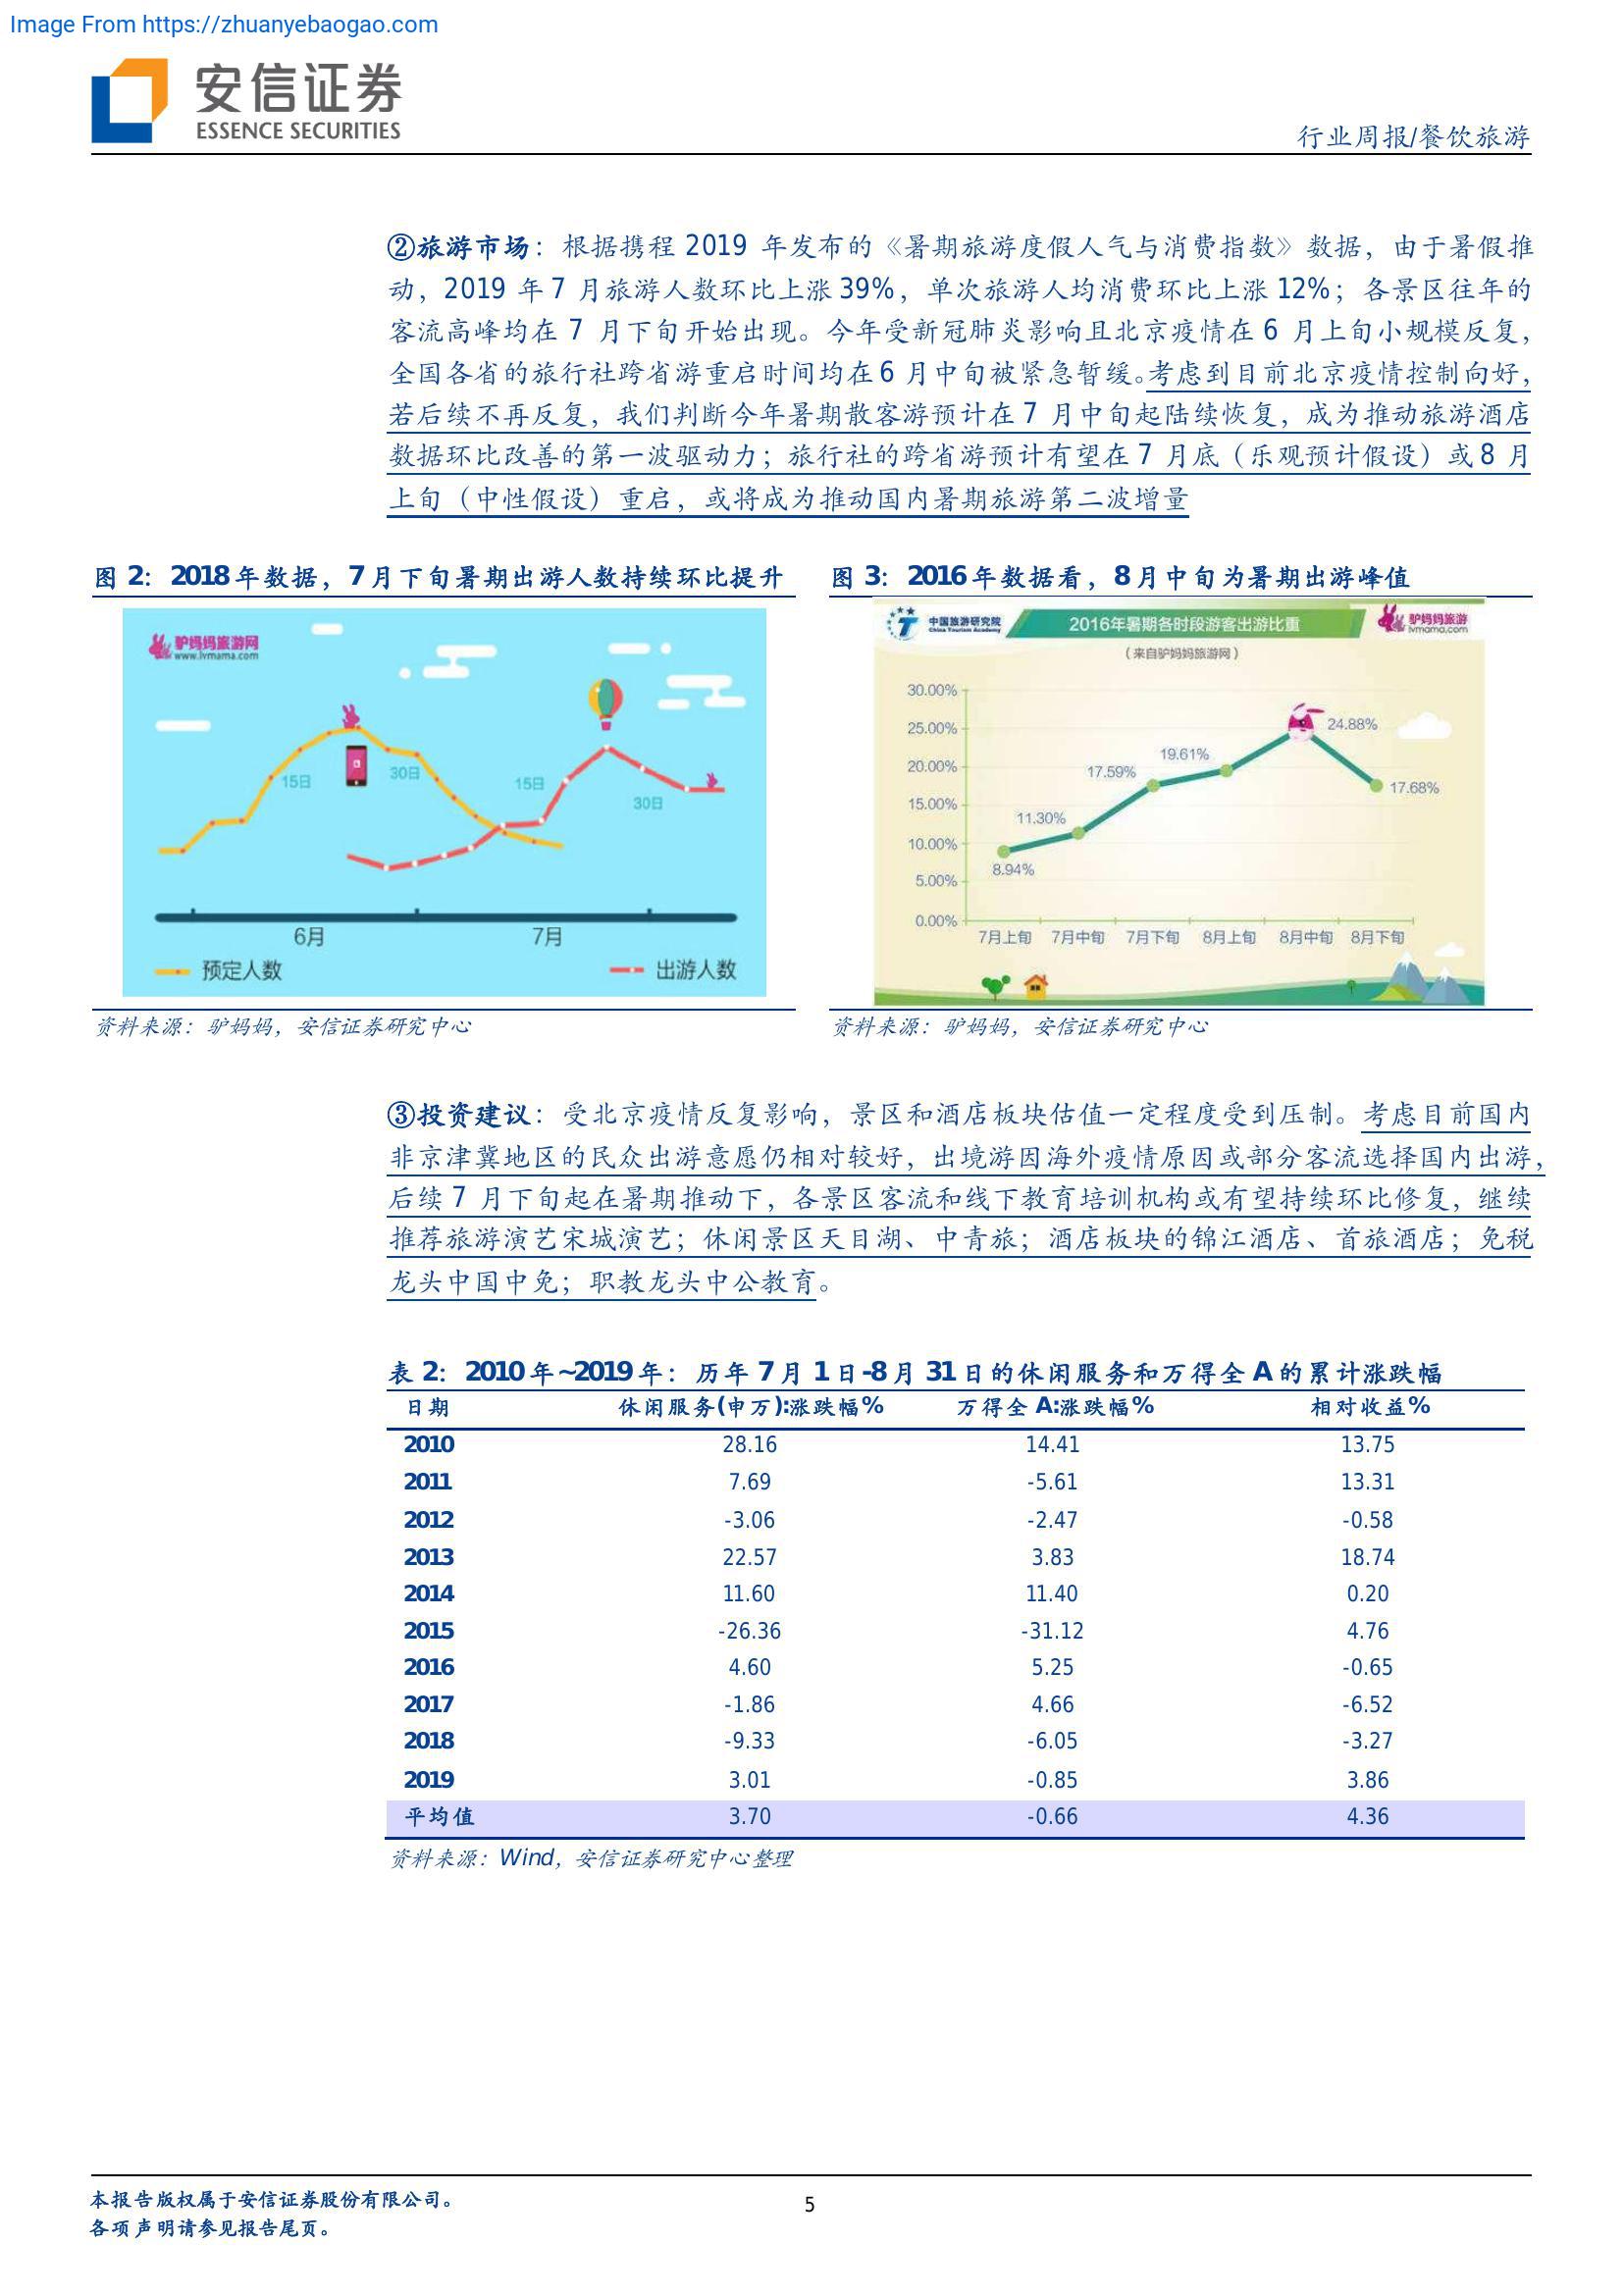 Image From https://zhuanyebaogao.com
安信证券
ESSENCE SECURITIES
行业周报/餐饮旅游
②旅游市场：根据携程 2019 年发布的《暑期旅游度假人气与消费指数》数据，由于暑假推
动，2019 年 7 月旅游人数环比上涨 39%，单次旅游人均消费环比上涨 12%；各景区往年的
客流高峰均在 7 月下旬开始出现。今年受新冠肺炎影响且北京疫情在 6 月上旬小规模反复，
全国各省的旅行社跨省游重启时间均在 6 月中旬被紧急暂缓。考虑到目前北京疫情控制向好，
若后续不再反复，我们判断今年暑期散客游预计在 7 月中旬起陆续恢复，成为推动旅游酒店
数据环比改善的第一波驱动力；旅行社的跨省游预计有望在 7 月底（乐观预计假设）或 8 月
上旬（中性假设）重启，或将成为推动国内暑期旅游第二波增量
图 2：2018 年数据，7 月下旬暑期出游人数持续环比提升
驴妈妈旅游网
www.lvmama.com
15日
30日
15日
30日
6月
7月
预定人数
出游人数
资料来源：驴妈妈，安信证券研究中心
图 3：2016 年数据看，8 月中旬为暑期出游峰值
中国旅游研究院
China Tourism Academy
2016年暑期各时段游客出游比重
驴妈妈旅游
lvmama.com
（来自驴妈妈旅游网）
30.00%
25.00%
20.00%
15.00%
10.00%
5.00%
0.00%
8.94%
11.30%
17.59%
19.61%
24.88%
17.68%
7月上旬 7月中旬 7月下旬 8月上旬 8月中旬 8月下旬
资料来源：驴妈妈，安信证券研究中心
③投资建议：受北京疫情反复影响，景区和酒店板块估值一定程度受到压制。考虑目前国内
非京津冀地区的民众出游意愿仍相对较好，出境游因海外疫情原因或部分客流选择国内出游，
后续 7 月下旬起在暑期推动下，各景区客流和线下教育培训机构或有望持续环比修复，继续
推荐旅游演艺宋城演艺；休闲景区天目湖、中青旅；酒店板块的锦江酒店、首旅酒店；免税
龙头中国中免；职教龙头中公教育。
表 2：2010 年~2019 年：历年 7 月 1 日-8 月 31 日的休闲服务和万得全 A 的累计涨跌幅
日期 休闲服务(申万):涨跌幅% 万得全 A:涨跌幅% 相对收益%
2010 28.16 14.41 13.75
2011 7.69 -5.61 13.31
2012 -3.06 -2.47 -0.58
2013 22.57 3.83 18.74
2014 11.60 11.40 0.20
2015 -26.36 -31.12 4.76
2016 4.60 5.25 -0.65
2017 -1.86 4.66 -6.52
2018 -9.33 -6.05 -3.27
2019 3.01 -0.85 3.86
平均值 3.70 -0.66 4.36
资料来源：Wind，安信证券研究中心整理
本报告版权属于安信证券股份有限公司。
各项声明请参见报告尾页。
5